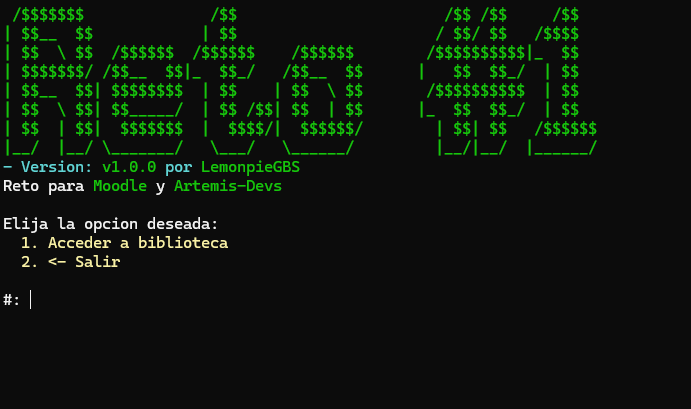 /$$$$$$$              /$$                       /$$ /$$     /$$
| $$__  $$            | $$                      / $$/ $$   /$$$$
| $$  \ $$  /$$$$$$  /$$$$$$    /$$$$$$        /$$$$$$$$$$|_  $$
| $$$$$$$/ /$$__  $$|_  $$_/   /$$__  $$      |   $$  $$_/  | $$
| $$__  $$| $$$$$$$$  | $$    | $$  \ $$       /$$$$$$$$$$  | $$
| $$  \ $$| $$_____/  | $$ /$$| $$  | $$      |_  $$  $$_/  | $$
| $$  | $$|  $$$$$$$  |  $$$$/|  $$$$$$/        | $$| $$   /$$$$$$
|__/  |__/ \_______/   \___/   \______/         |__/|__/  |______/
- Version: v1.0.0 por LemonpieGBS
Reto para Moodle y Artemis-Devs
Elija la opcion deseada:
1. Acceder a biblioteca
2. <- Salir
#: